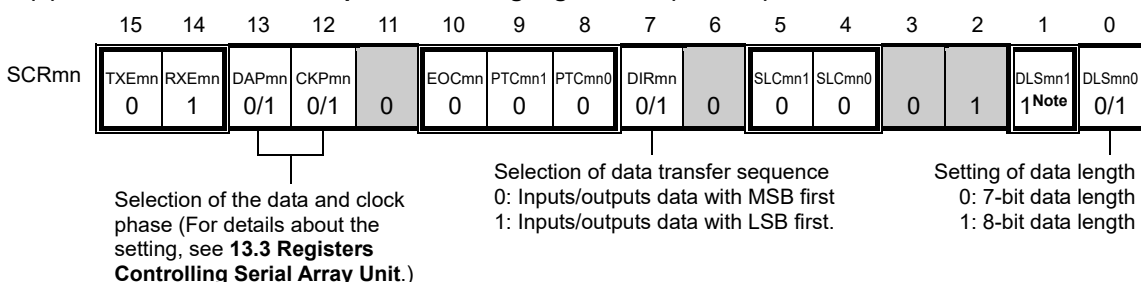 15 14 13 12 11 10 9 8 7 6 5 4 3 2 1 0
SCRmn TXEmn RXEmn DAPmn CKPmn EOCmn PTCmn1 PTCmn0 DIRmn SLCmn1 SLCmn0 DLSmn1 DLSmn0
0 1 0/1 0/1 0 0 0 0 0/1 0 0 0 0 1 1 Note 0/1
Selection of the data and clock
phase (For details about the
setting, see 13.3 Registers
Controlling Serial Array Unit.)
Selection of data transfer sequence
0: Inputs/outputs data with MSB first
1: Inputs/outputs data with LSB first.
Setting of data length
0: 7-bit data length
1: 8-bit data length